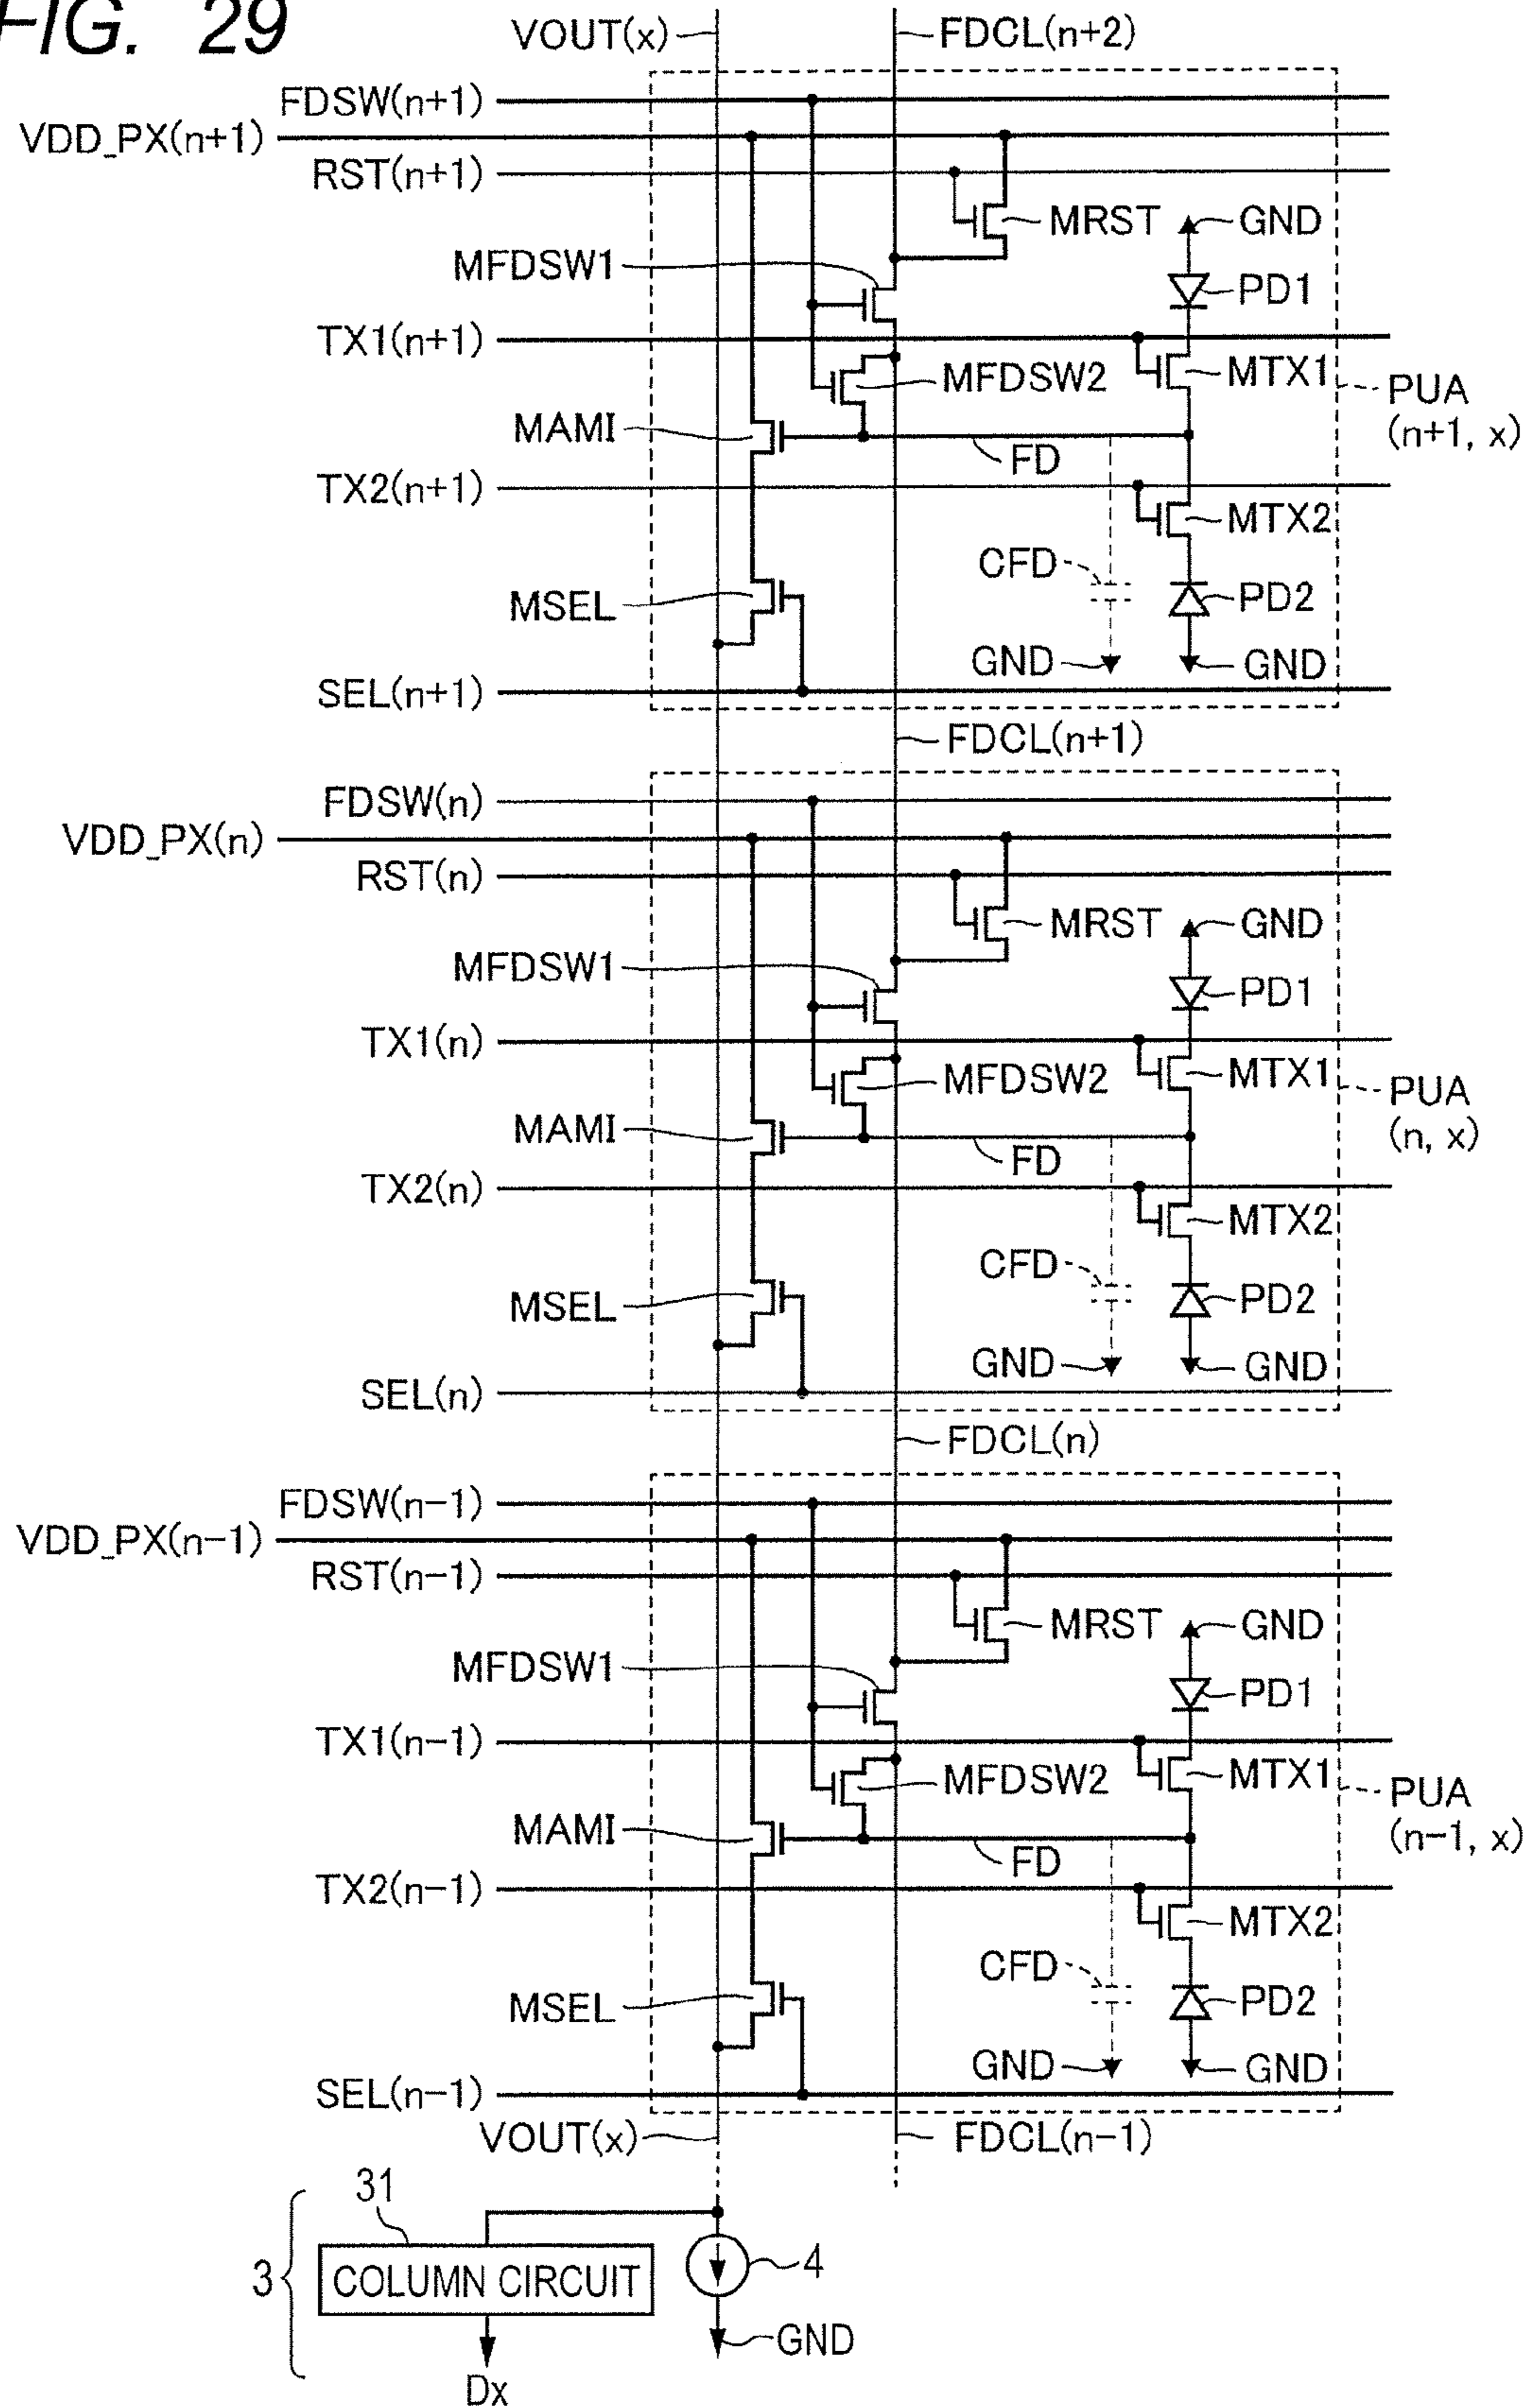 FIG. 29
VOUT(x)
FDCL(n+2)
FDSW(n+1)
VDD_PX(n+1)
RST(n+1)
MRST
GND
MFDSW1
PD1
TX1(n+1)
MFDSW2
MTX1
PUA
(n+1, x)
MAMI
FD
TX2(n+1)
MTX2
CFD
MSEL
PD2
GND
GND
SEL(n+1)
FDCL(n+1)
FDSW(n)
VDD_PX(n)
RST(n)
MRST
GND
MFDSW1
PD1
TX1(n)
MFDSW2
MTX1
PUA
(n, x)
MAMI
FD
TX2(n)
MTX2
CFD
MSEL
PD2
GND
GND
SEL(n)
FDCL(n)
FDSW(n-1)
VDD_PX(n-1)
RST(n-1)
MRST
GND
MFDSW1
PD1
TX1(n-1)
MFDSW2
MTX1
PUA
(n-1, x)
MAMI
FD
TX2(n-1)
MTX2
CFD
MSEL
PD2
GND
GND
SEL(n-1)
VOUT(x)
FDCL(n-1)
31
3
COLUMN CIRCUIT
4
GND
Dx